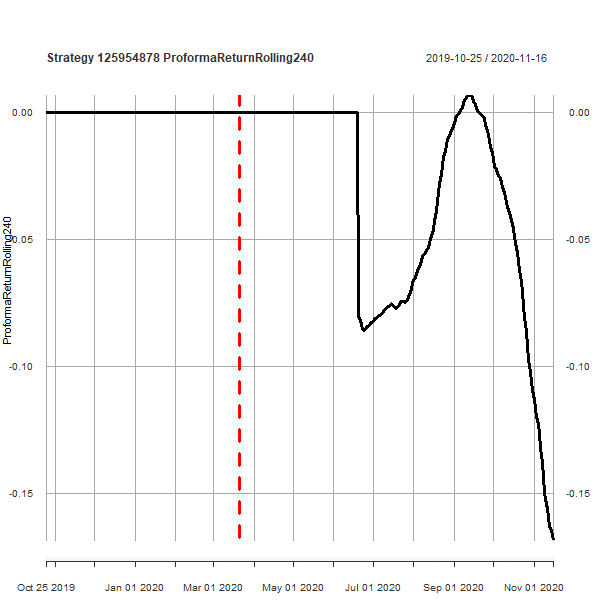 Strategy 125954878 ProformaReturnRolling240
2019-10-25 / 2020-11-16
0.00
0.00
-0.05
-0.05
-0.10
-0.10
-0.15
-0.15
ProformaReturnRolling240
Oct 25 2019
Jan 01 2020
Mar 01 2020
May 01 2020
Jul 01 2020
Sep 01 2020
Nov 01 2020